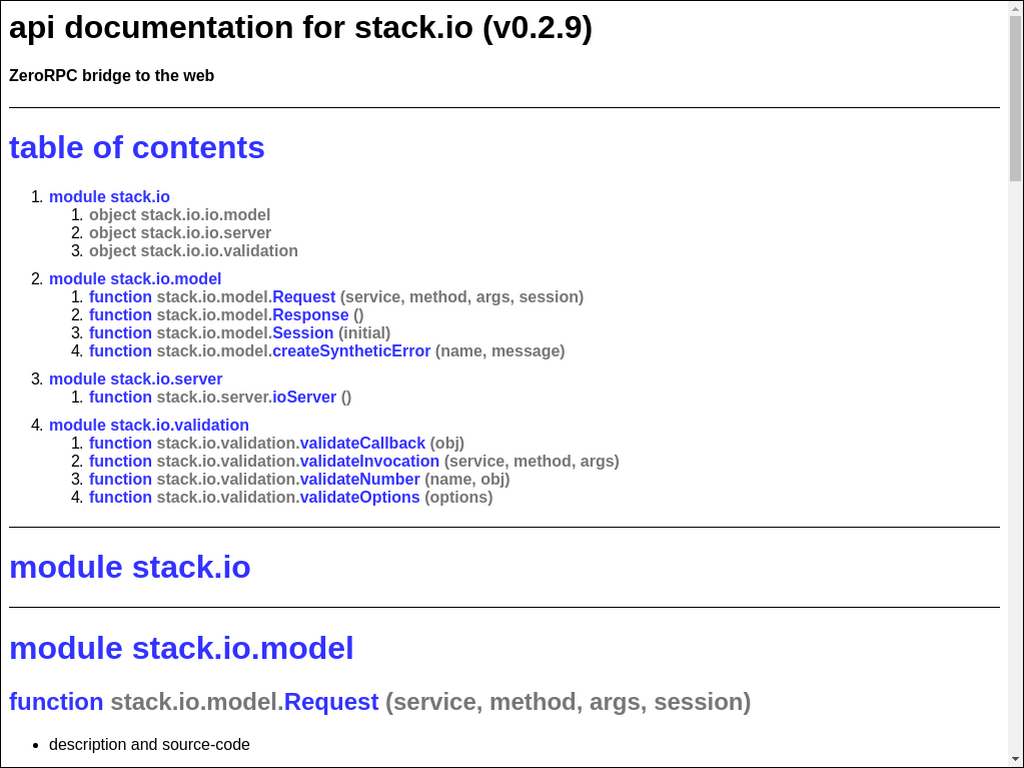 api documentation for stack.io (v0.2.9)
ZeroRPC bridge to the web
table of contents
1. module stack.io
1. object stack.io.io.model
2. object stack.io.io.server
3. object stack.io.io.validation
2. module stack.io.model
1. function stack.io.model.Request (service, method, args, session)
2. function stack.io.model.Response ()
3. function stack.io.model.Session (initial)
4. function stack.io.model.createSyntheticError (name, message)
3. module stack.io.server
1. function stack.io.server.ioServer ()
4. module stack.io.validation
1. function stack.io.validation.validateCallback (obj)
2. function stack.io.validation.validateInvocation (service, method, args)
3. function stack.io.validation.validateNumber (name, obj)
4. function stack.io.validation.validateOptions (options)
module stack.io
module stack.io.model
function stack.io.model.Request (service, method, args, session)
• description and source-code